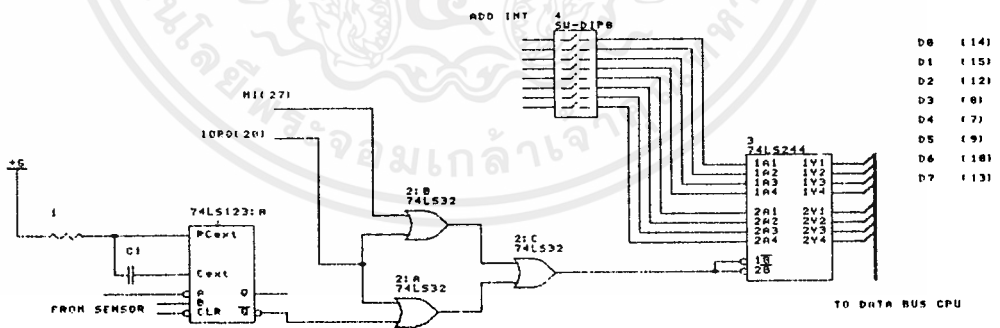 ADD INT
4
SW-DIP8
M1(27)
IOPO(20)
+5
1
C1
74LS123:A
RCext
Cext
A
B
CLR
Q
Q
FROM SENSOR
2:B
74LS32
2:A
74LS32
2:C
74LS32
3
74LS244
1A1 1Y1
1A2 1Y2
1A3 1Y3
1A4 1Y4
2A1 2Y1
2A2 2Y2
2A3 2Y3
2A4 2Y4
1G
2G
D0 (14)
D1 (15)
D2 (12)
D3 (8)
D4 (7)
D5 (9)
D6 (10)
D7 (13)
TO DATA BUS CPU